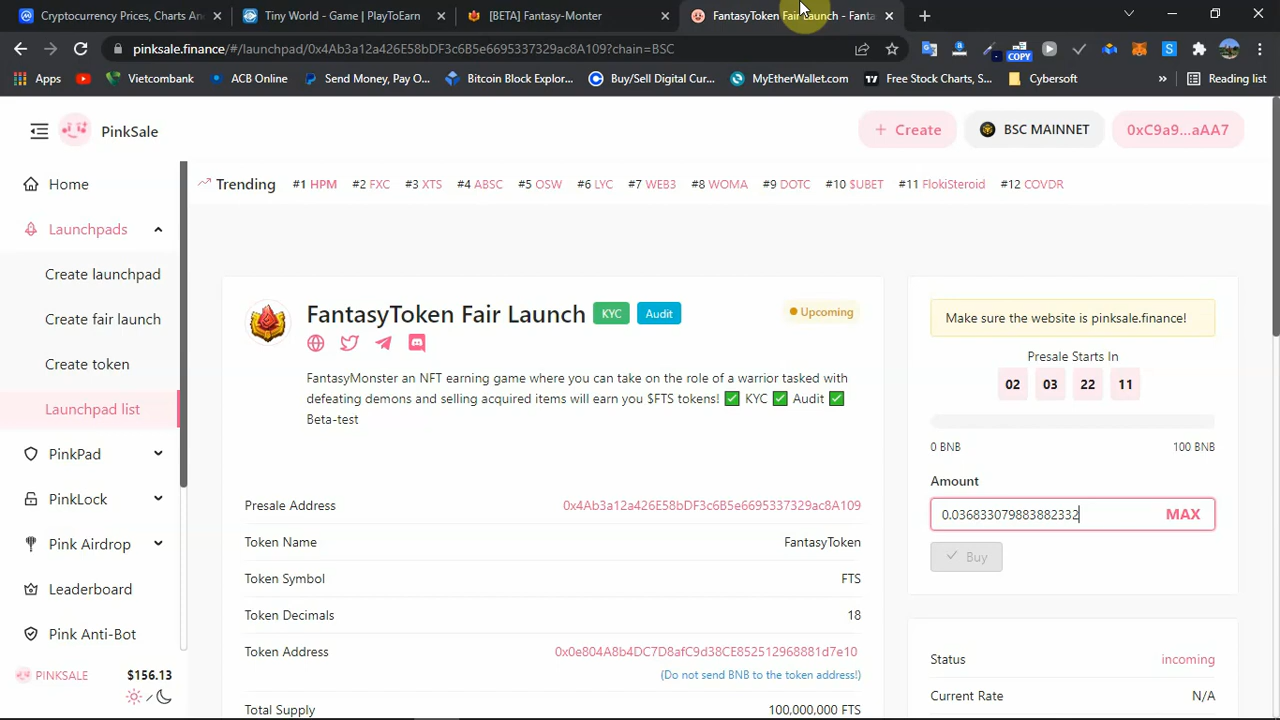 Cryptocurrency Prices, Charts An
Tiny World - Game | PlayToEarn
[BETA] Fantasy-Monter
FantasyToken Fair Launch - Fanta
pinksale.finance/#/launchpad/0x4Ab3a12a426E58bDF3c6B5e6695337329ac8A109?chain=BSC
COPY
Apps
Vietcombank
ACB Online
Send Money, Pay O...
Bitcoin Block Explor...
Buy/Sell Digital Cur...
MyEtherWallet.com
Free Stock Charts, S...
Cybersoft
»
Reading list
PinkSale
+ Create
BSC MAINNET
0xC9a9...aAA7
Home
Launchpads
Create launchpad
Create fair launch
Create token
Launchpad list
PinkPad
PinkLock
Pink Airdrop
Leaderboard
Pink Anti-Bot
PINKSALE
$156.13
/
Trending
#1 HPM
#2 FXC
#3 XTS
#4 ABSC
#5 OSW
#6 LYC
#7 WEB3
#8 WOMA
#9 DOTC
#10 $UBET
#11 FlokiSteroid
#12 COVDR
FantasyToken Fair Launch
KYC
Audit
Upcoming
FantasyMonster an NFT earning game where you can take on the role of a warrior tasked with
defeating demons and selling acquired items will earn you $FTS tokens! ✅ KYC ✅ Audit ✅
Beta-test
Presale Address
0x4Ab3a12a426E58bDF3c6B5e6695337329ac8A109
Token Name
FantasyToken
Token Symbol
FTS
Token Decimals
18
Token Address
0x0e804A8b4DC7D8afC9d38CE852512968881d7e10
(Do not send BNB to the token address!)
Total Supply
100,000,000 FTS
Make sure the website is pinksale.finance!
Presale Starts In
02
03
22
11
0 BNB
100 BNB
Amount
0.036833079883882332
MAX
Buy
Status
incoming
Current Rate
N/A